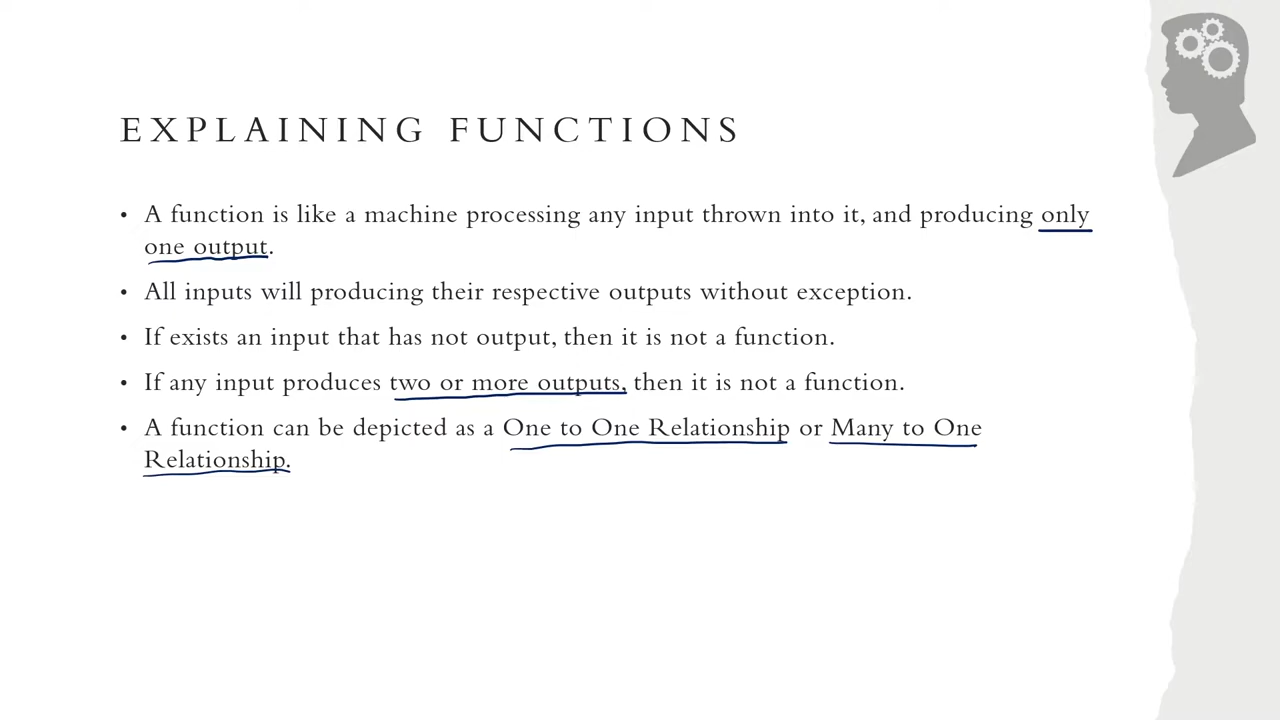 EXPLAINING FUNCTIONS
• A function is like a machine processing any input thrown into it, and producing only
one output.
• All inputs will producing their respective outputs without exception.
• If exists an input that has not output, then it is not a function.
• If any input produces two or more outputs, then it is not a function.
• A function can be depicted as a One to One Relationship or Many to One
Relationship.